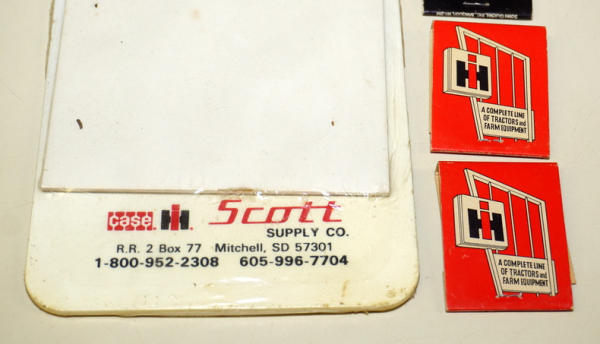 case IH Scott
SUPPLY CO.
R.R. 2 Box 77 Mitchell, SD 57301
1-800-952-2308 605-996-7704
IH
A COMPLETE LINE
OF TRACTORS and
FARM EQUIPMENT
IH
A COMPLETE LINE
OF TRACTORS and
FARM EQUIPMENT